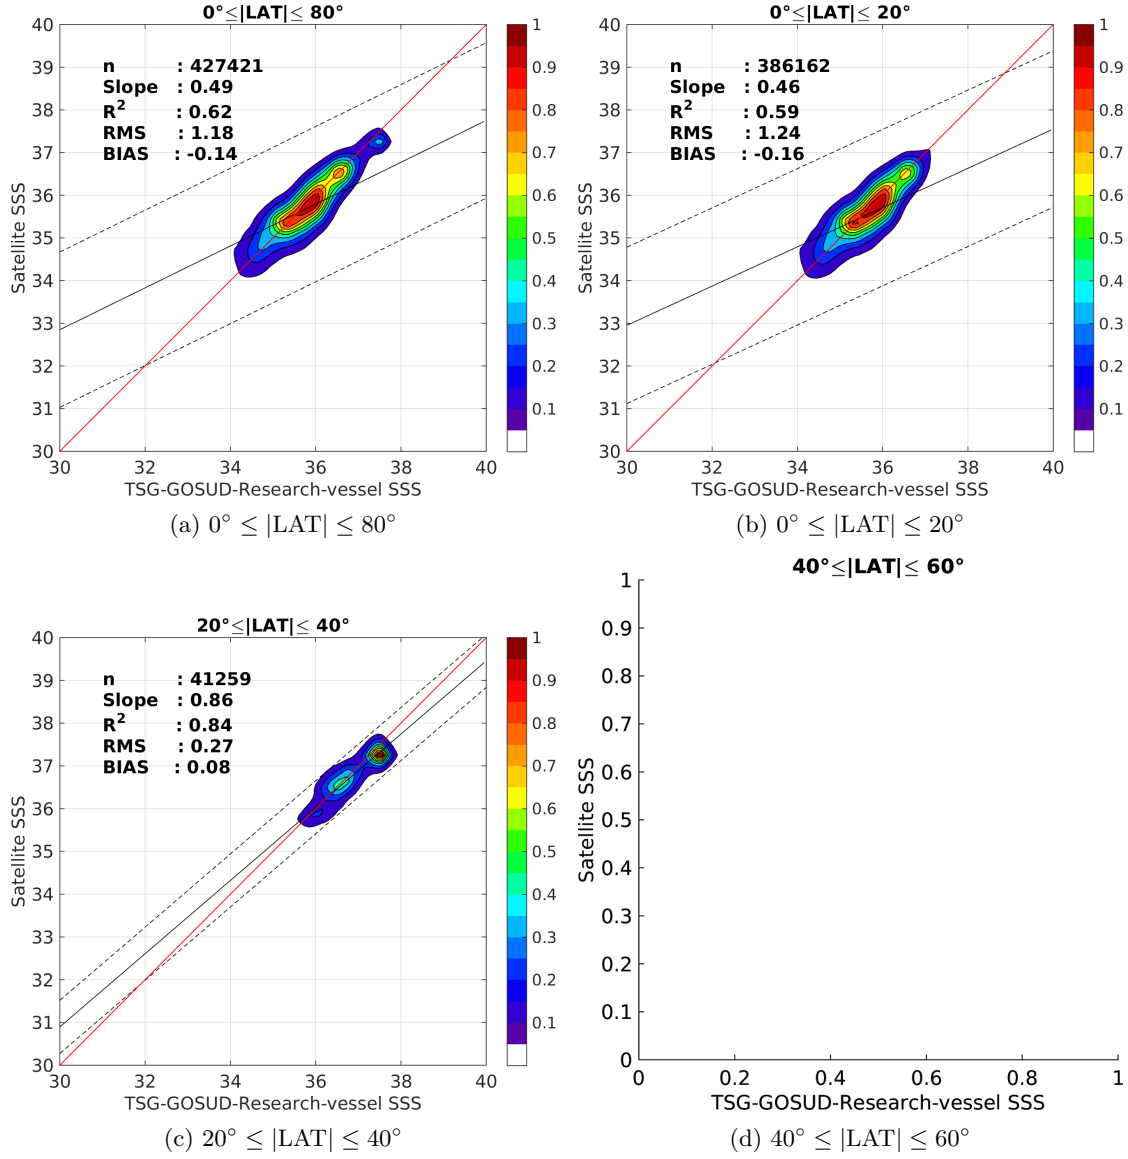 0°≤|LAT|≤ 80°
n : 427421
Slope : 0.49
R² : 0.62
RMS : 1.18
BIAS : -0.14
40
39
38
37
36
35
34
33
32
31
30
Satellite SSS
30 32 34 36 38 40
TSG-GOSUD-Research-vessel SSS
1
0.9
0.8
0.7
0.6
0.5
0.4
0.3
0.2
0.1
(a) 0° ≤ |LAT| ≤ 80°
0°≤|LAT|≤ 20°
n : 386162
Slope : 0.46
R² : 0.59
RMS : 1.24
BIAS : -0.16
40
39
38
37
36
35
34
33
32
31
30
Satellite SSS
30 32 34 36 38 40
TSG-GOSUD-Research-vessel SSS
1
0.9
0.8
0.7
0.6
0.5
0.4
0.3
0.2
0.1
(b) 0° ≤ |LAT| ≤ 20°
20°≤|LAT|≤ 40°
n : 41259
Slope : 0.86
R² : 0.84
RMS : 0.27
BIAS : 0.08
40
39
38
37
36
35
34
33
32
31
30
Satellite SSS
30 32 34 36 38 40
TSG-GOSUD-Research-vessel SSS
1
0.9
0.8
0.7
0.6
0.5
0.4
0.3
0.2
0.1
(c) 20° ≤ |LAT| ≤ 40°
40°≤|LAT|≤ 60°
1
0.9
0.8
0.7
0.6
0.5
0.4
0.3
0.2
0.1
0
Satellite SSS
0 0.2 0.4 0.6 0.8 1
TSG-GOSUD-Research-vessel SSS
(d) 40° ≤ |LAT| ≤ 60°